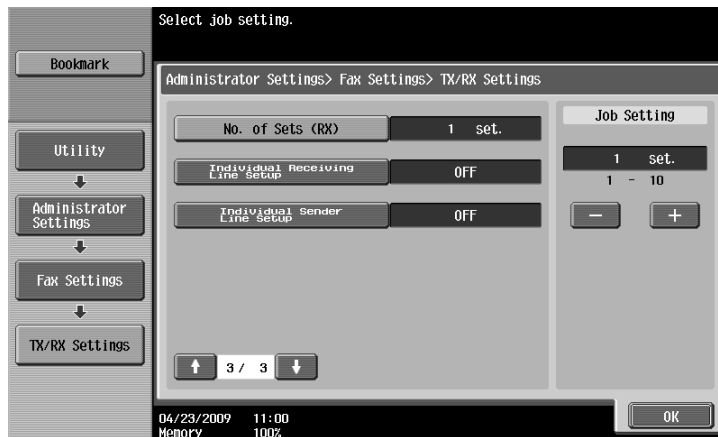 Select job setting.
Bookmark
Administrator Settings> Fax Settings> TX/RX Settings
Utility
Administrator
Settings
Fax Settings
TX/RX Settings
No. of Sets (RX)
1 set.
Individual Receiving
Line Setup
OFF
Individual Sender
Line Setup
OFF
3/ 3
Job Setting
1 set.
1 - 10
− +
04/23/2009 11:00
Memory 100%
OK